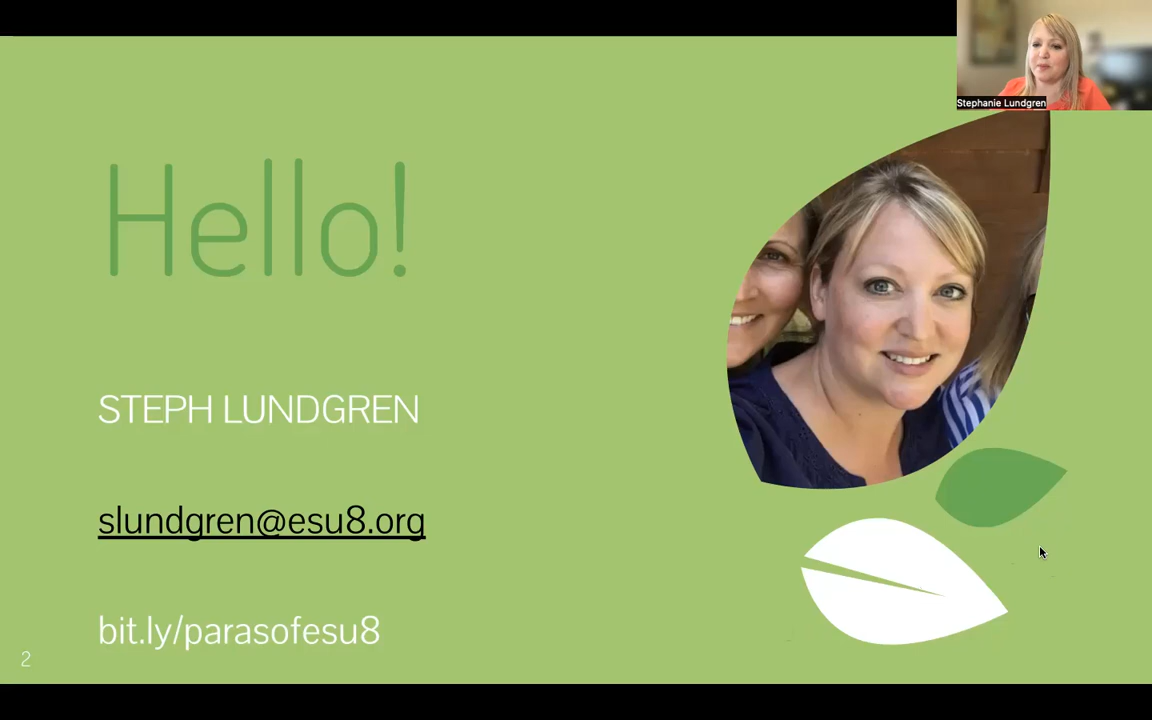 Stephanie Lundgren
Hello!
STEPH LUNDGREN
slundgren@esu8.org
bit.ly/parasofesu8
2